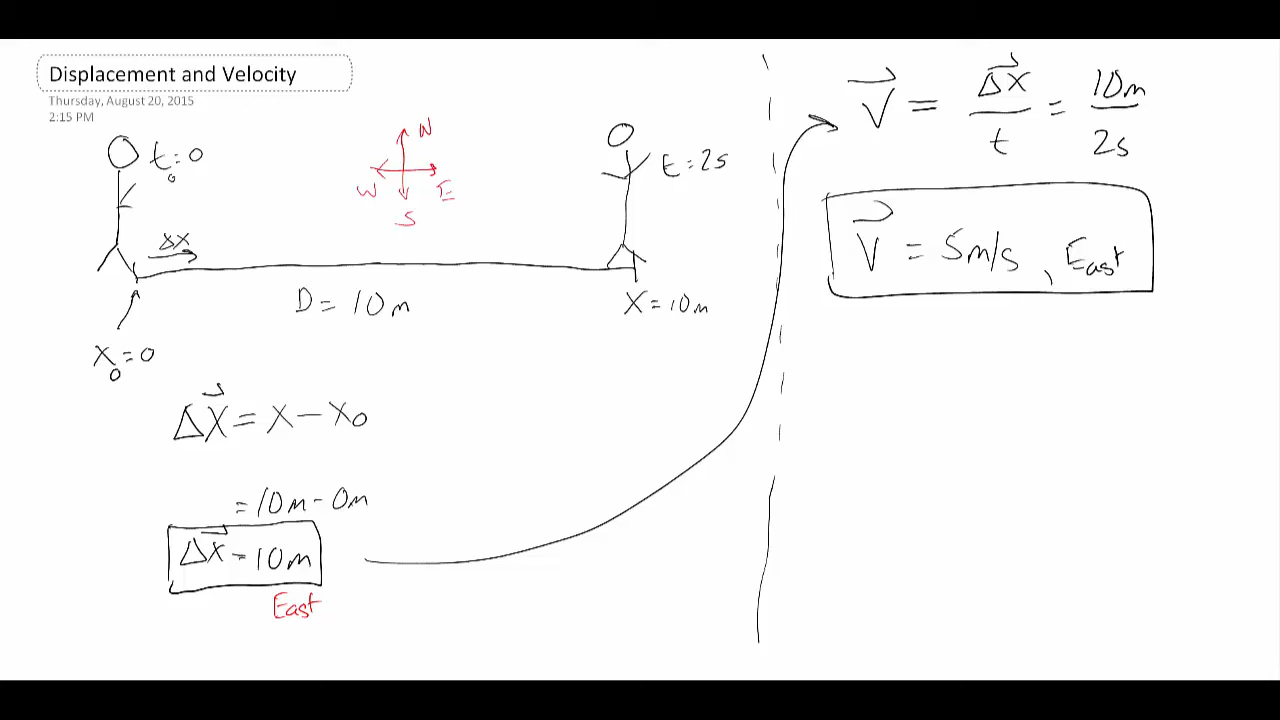 Displacement and Velocity
Thursday, August 20, 2015
2:15 PM
t₀=0
N
W E
S
t=2s
Δx
D = 10m
x=10m
x₀=0
Δx⃗ = x − x₀
= 10m − 0m
Δx⃗ = 10m
East
v⃗ = Δx⃗/t = 10m/2s
v⃗ = 5m/s, East